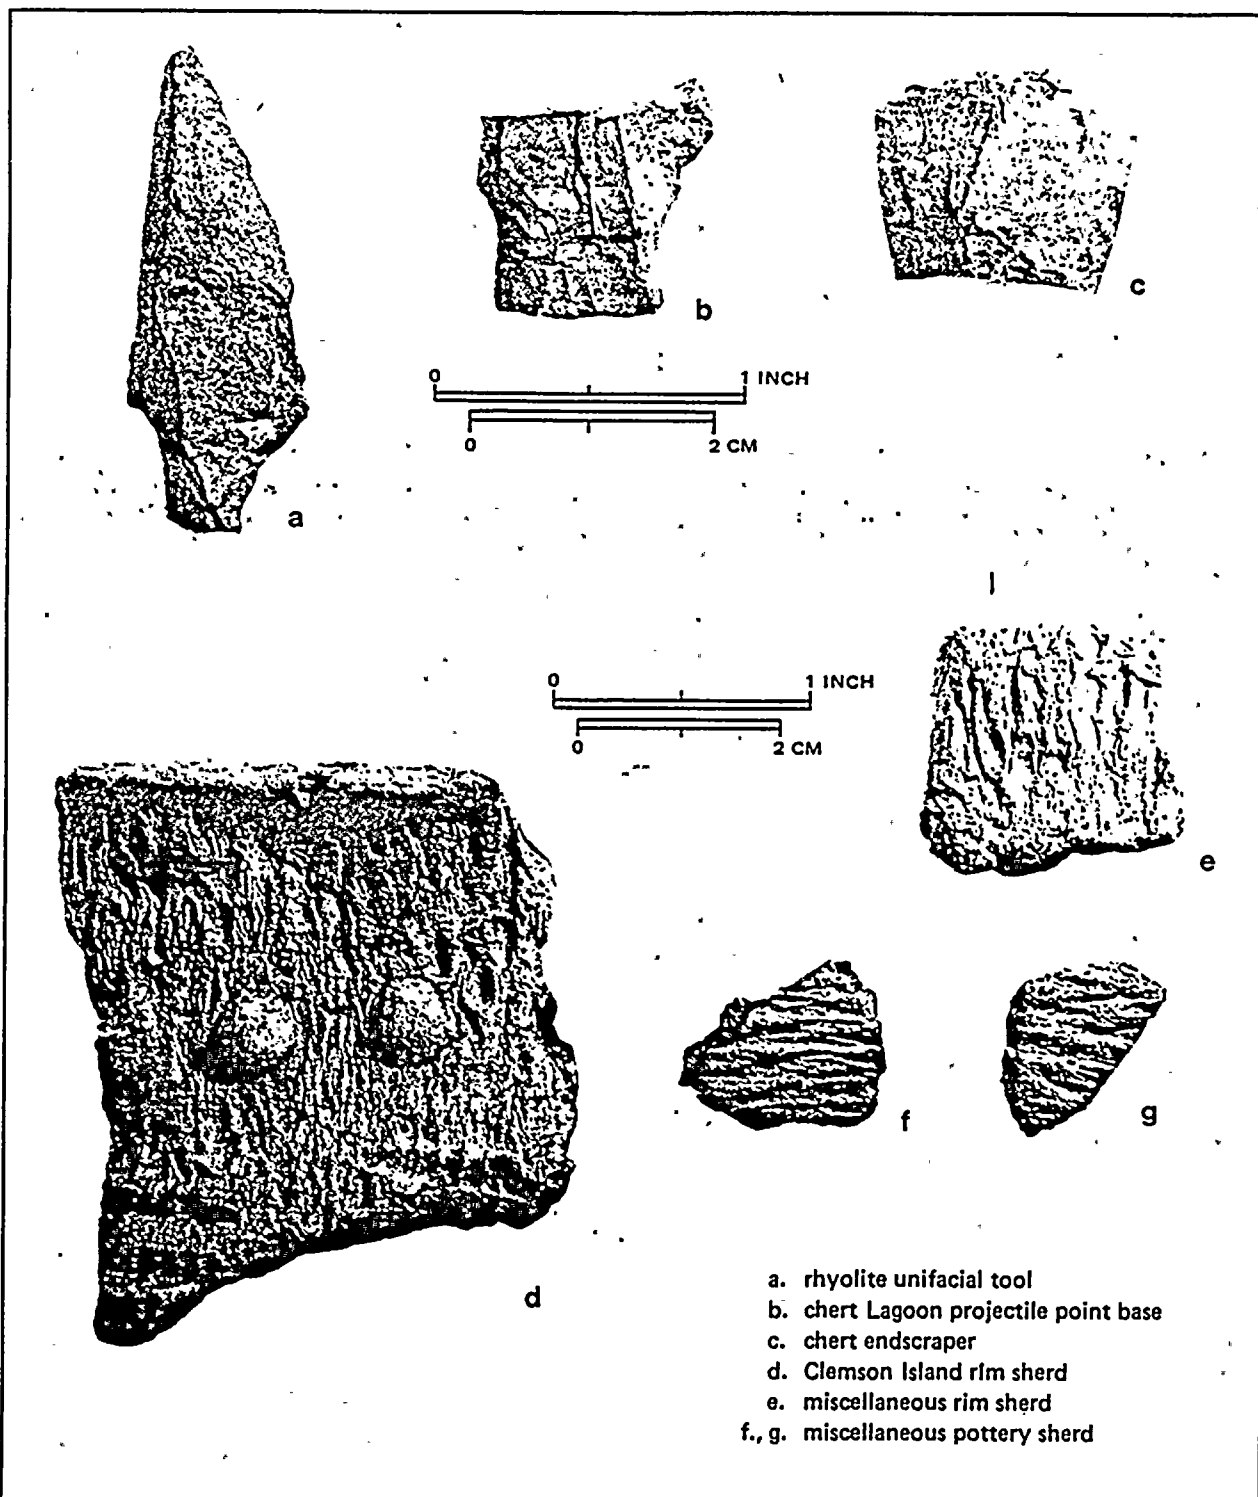 a
b
c
0 1 INCH
0 2 CM
0 1 INCH
0 2 CM
d
e
f
g
a. rhyolite unifacial tool
b. chert Lagoon projectile point base
c. chert endscraper
d. Clemson Island rim sherd
e. miscellaneous rim sherd
f., g. miscellaneous pottery sherd